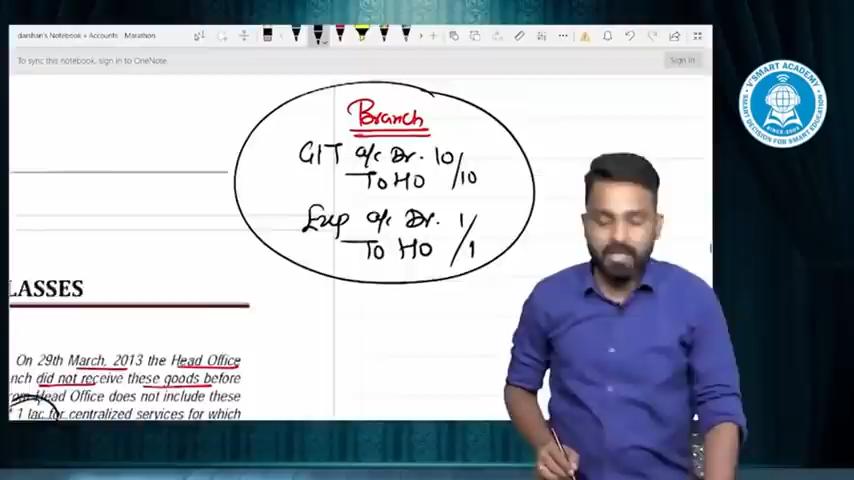 darshan's Notebook » Accounts Marathon
To sync this notebook, sign in to OneNote.
Sign in
Branch
GIT a/c Dr. 10/
To HO /10
Exp a/c Dr. 1/
To HO /1
LASSES
On 29th March, 2013 the Head Office
nch did not receive these goods before
Head Office does not include these
1 lac for centralized services for which
V'SMART ACADEMY
SINCE-2005
SMART DECISION FOR SMART EDUCATION